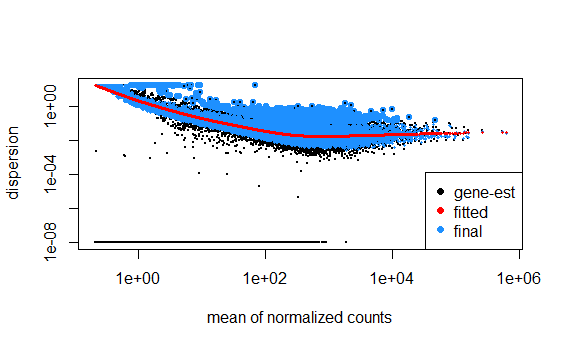 dispersion
1e+00
1e-04
1e-08
gene-est
fitted
final
1e+00 1e+02 1e+04 1e+06
mean of normalized counts